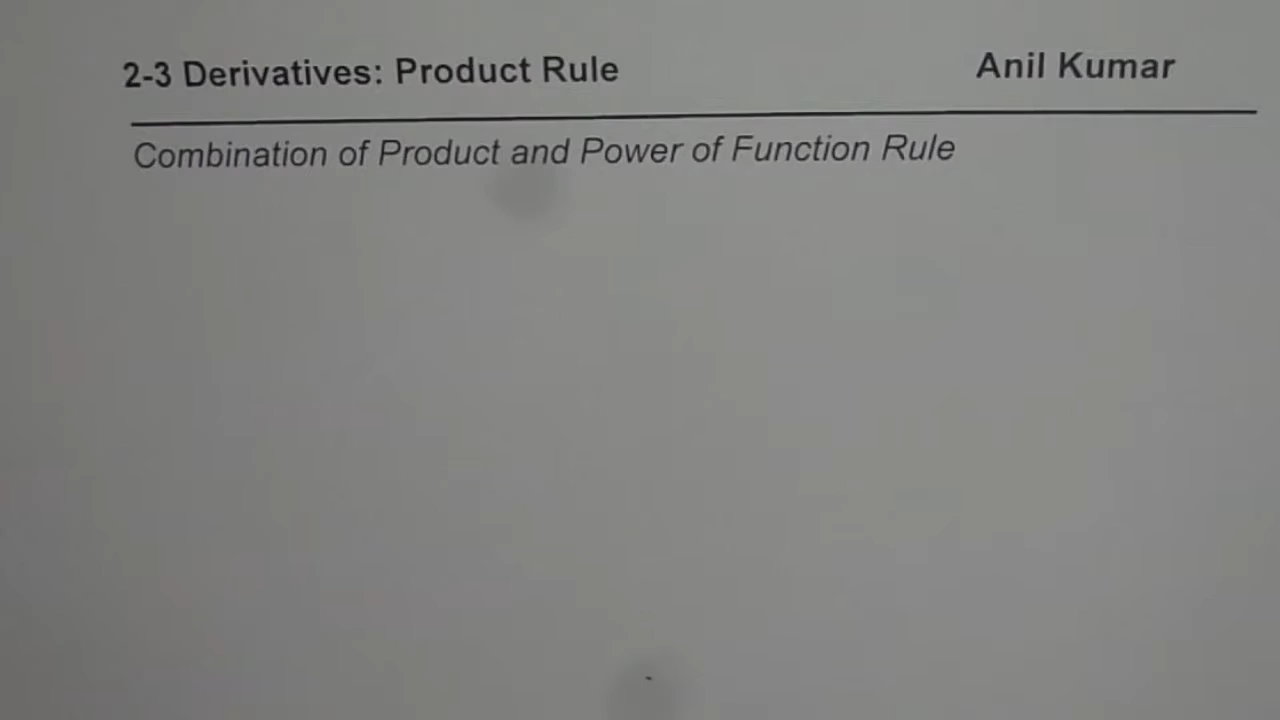 2-3 Derivatives: Product Rule Anil Kumar
Combination of Product and Power of Function Rule